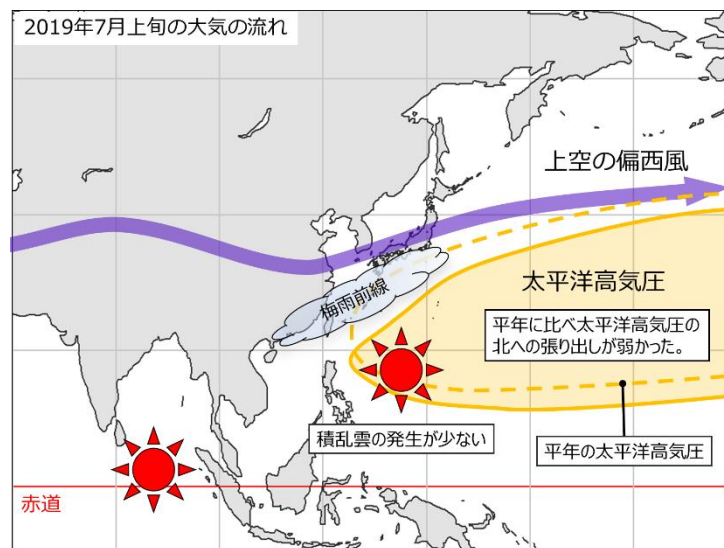 2019年7月上旬の大気の流れ
上空の偏西風
太平洋高気圧
梅雨前線
平年に比べ太平洋高気圧の
北への張り出しが弱かった。
積乱雲の発生が少ない
平年の太平洋高気圧
赤道